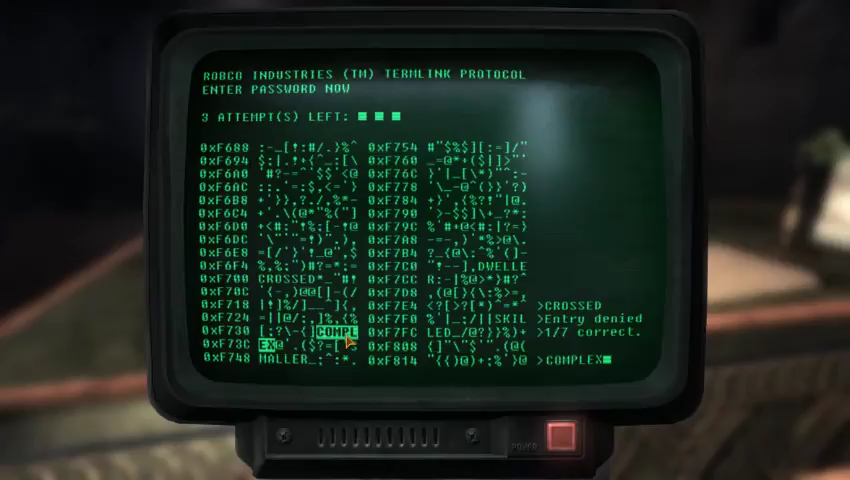 ROBCO INDUSTRIES (TM) TERMLINK PROTOCOL
ENTER PASSWORD NOW
3 ATTEMPT(S) LEFT: ■ ■ ■
0xF688 :-_[!:#/.}%^ 0xF754 #"$%$][:=]/"
0xF694 $:|.!+{^_:[\ 0xF760 _=@*+($|]>"'
0xF6A0 '#?-=^'$$'<@ 0xF76C }'|_[\*)"^:-
0xF6AC ::.'=:$,<='} 0xF778 '\_-@^(}}'?)
0xF6B8 +'}},?./,%*- 0xF784 +}',{%?!"|@.
0xF6C4 +'.\(@*"%("] 0xF790 '>-$$]\+_?*:
0xF6D0 +<#:"!%;[-!@ 0xF79C %'#+@<#:|?=}
0xF6DC '\"''=!)".), 0xF7A8 -=-,)'*%>@\.
0xF6E8 =[/'}'!_@",$ 0xF7B4 ?_{@\:^%'(]-
0xF6F4 %,%;")#?=*:= 0xF7C0 "!--],DWELLE
0xF700 CROSSED*_"#! 0xF7CC R:-|%@>}#?^
0xF70C '(-,)@@[|-(/ 0xF7D8 ,(@[}{\:%>=,
0xF718 |!]%/]___^]{, 0xF7E4 <?[>?[*)^=^*
0xF724 =||@/:,]%,{% 0xF7F0 %'|_;/||SKIL
0xF730 [:?\-{]COMPL 0xF7FC LED_/@?}}%)+
0xF73C EX@'.($?=[ 0xF808 {]"\"$'".(@(
0xF748 MALLER_;^:*. 0xF814 "{{)@)+;%'}@
>CROSSED
>Entry denied
>1/7 correct.
>COMPLEX■
POWER